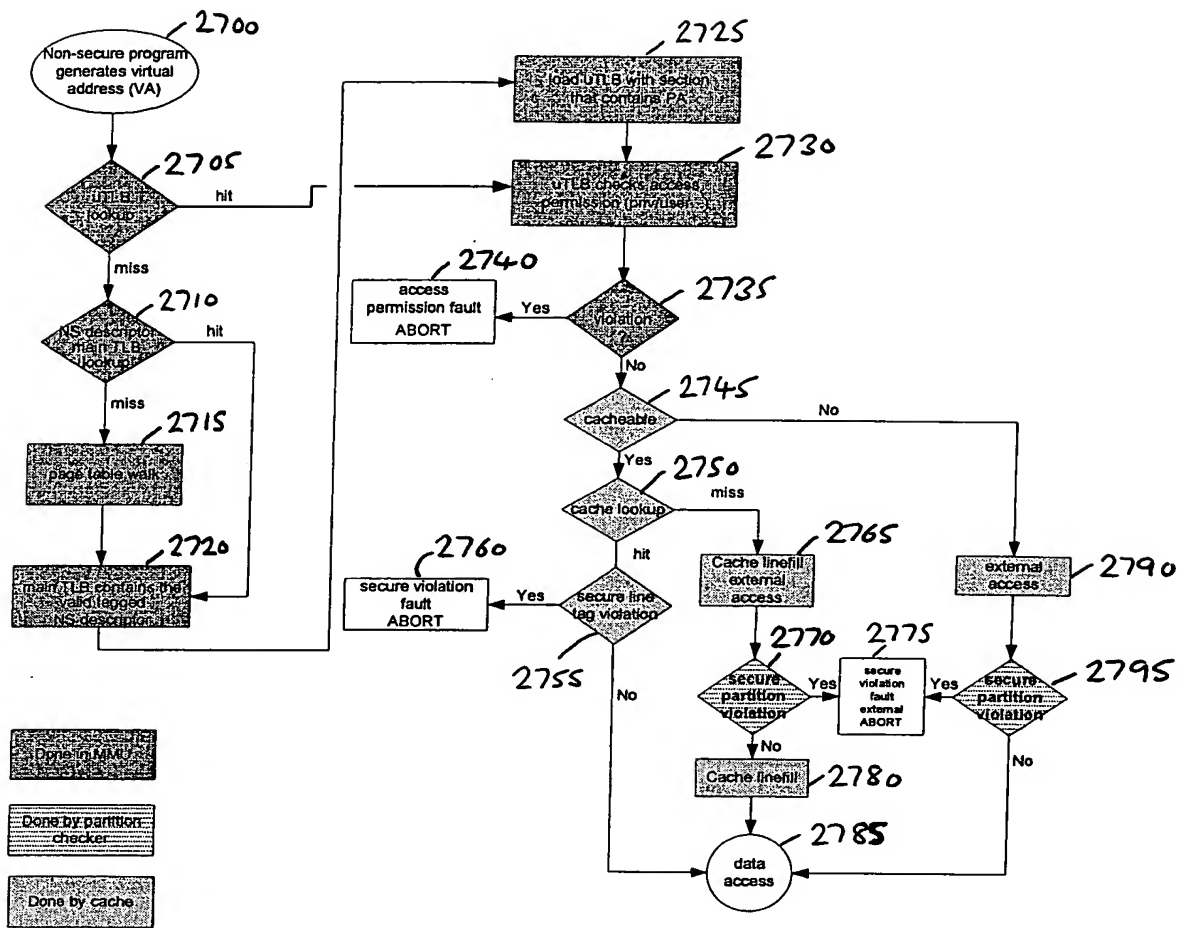 2700
Non-secure program
generates virtual
address (VA)
2705
uTLB
lookup
hit
miss
2710
NS descriptor
main TLB
lookup
hit
miss
2715
page table walk
2720
main TLB contains the
valid tagged
NS descriptor
2725
load uTLB with section
that contains PA
2730
uTLB checks access
permission (priv/user
2735
violation
?
Yes
2740
access
permission fault
ABORT
No
2745
cacheable
No
Yes
2750
cache lookup
miss
hit
2755
secure line
tag violation
Yes
2760
secure violation
fault
ABORT
No
2765
Cache linefill
external
access
2770
secure
partition
violation
Yes
2775
secure
violation
fault
external
ABORT
No
2780
Cache linefill
2785
data
access
2790
external
access
2795
secure
partition
violation
Yes
No
Done in MMU
Done by partition
checker
Done by cache